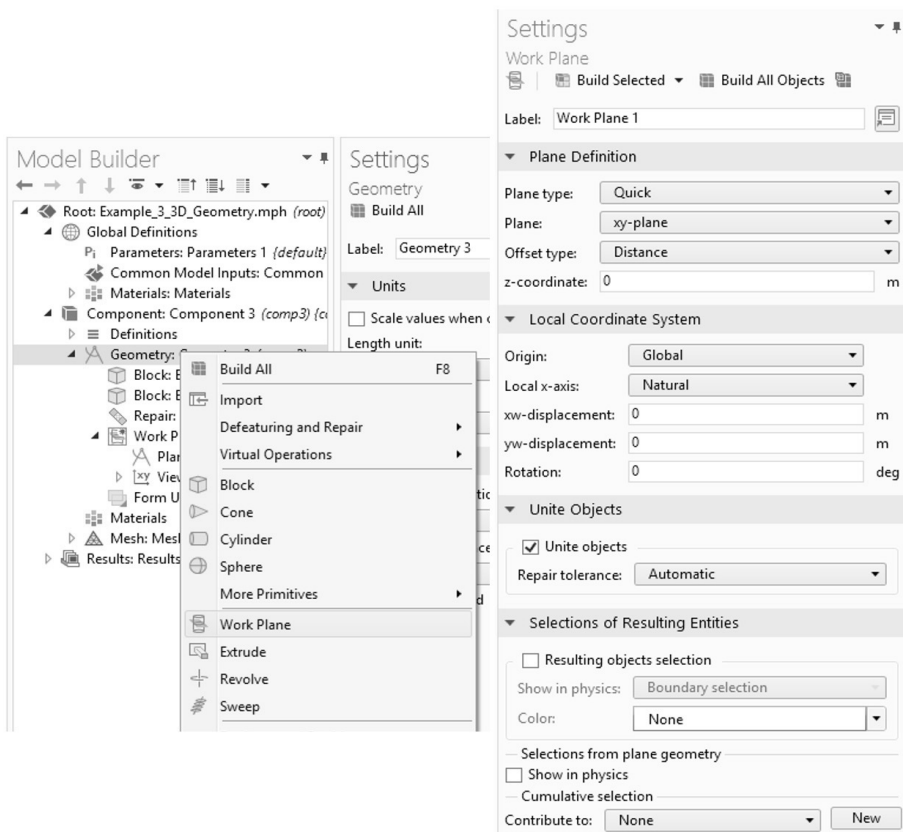 Model Builder
Root: Example_3_3D_Geometry.mph (root)
Global Definitions
Pi Parameters: Parameters 1 {default}
Common Model Inputs: Common
Materials: Materials
Component: Component 3 (comp3)
Definitions
Geometry:
Block:
Block:
Repair:
Work
xy
Form
Materials
Mesh:
Results: Results
Build All F8
Import
Defeaturing and Repair
Virtual Operations
Block
Cone
Cylinder
Sphere
More Primitives
Work Plane
Extrude
Revolve
Sweep
Settings
Geometry
Build All
Label: Geometry 3
Units
Scale values when
Length unit:
Settings
Work Plane
Build Selected Build All Objects
Label: Work Plane 1
Plane Definition
Plane type: Quick
Plane: xy-plane
Offset type: Distance
z-coordinate: 0 m
Local Coordinate System
Origin: Global
Local x-axis: Natural
xw-displacement: 0 m
yw-displacement: 0 m
Rotation: 0 deg
Unite Objects
Unite objects
Repair tolerance: Automatic
Selections of Resulting Entities
Resulting objects selection
Show in physics: Boundary selection
Color: None
Selections from plane geometry
Show in physics
Cumulative selection
Contribute to: None New